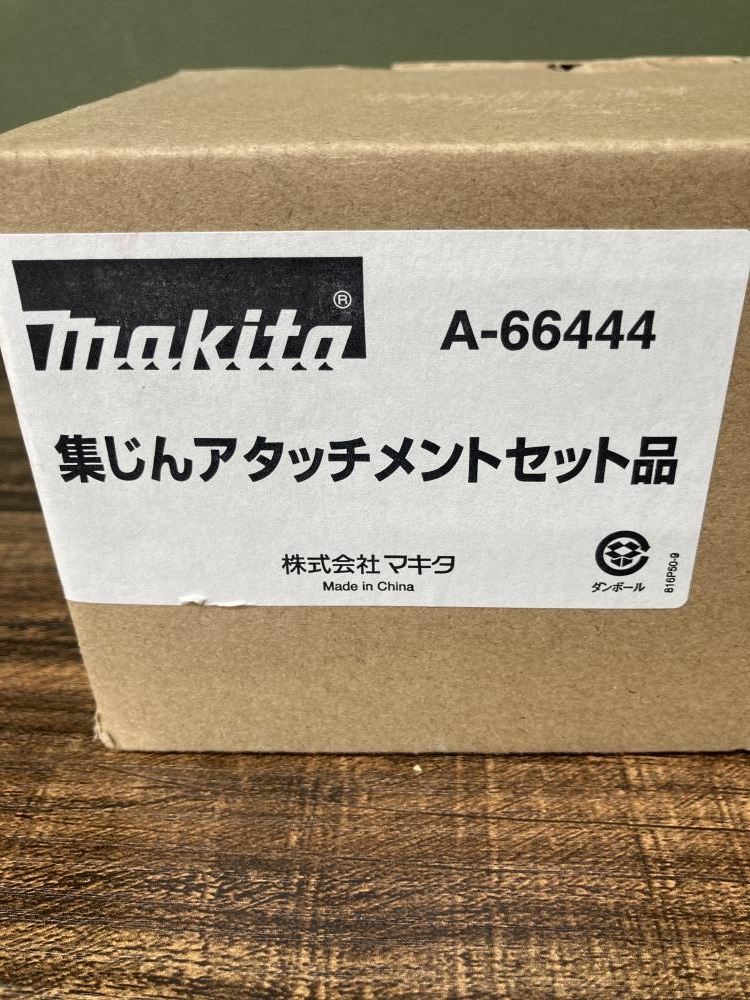 makita®
A-66444
集じんアタッチメントセット品
株式会社マキタ
Made in China
ダンボール
816P50-9